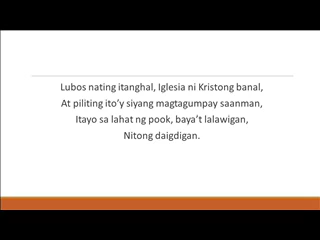 Lubos nating itanghal, Iglesia ni Kristong banal,
At piliting ito’y siyang magtagumpay saanman,
Itayo sa lahat ng pook, baya’t lalawigan,
Nitong daigdigan.